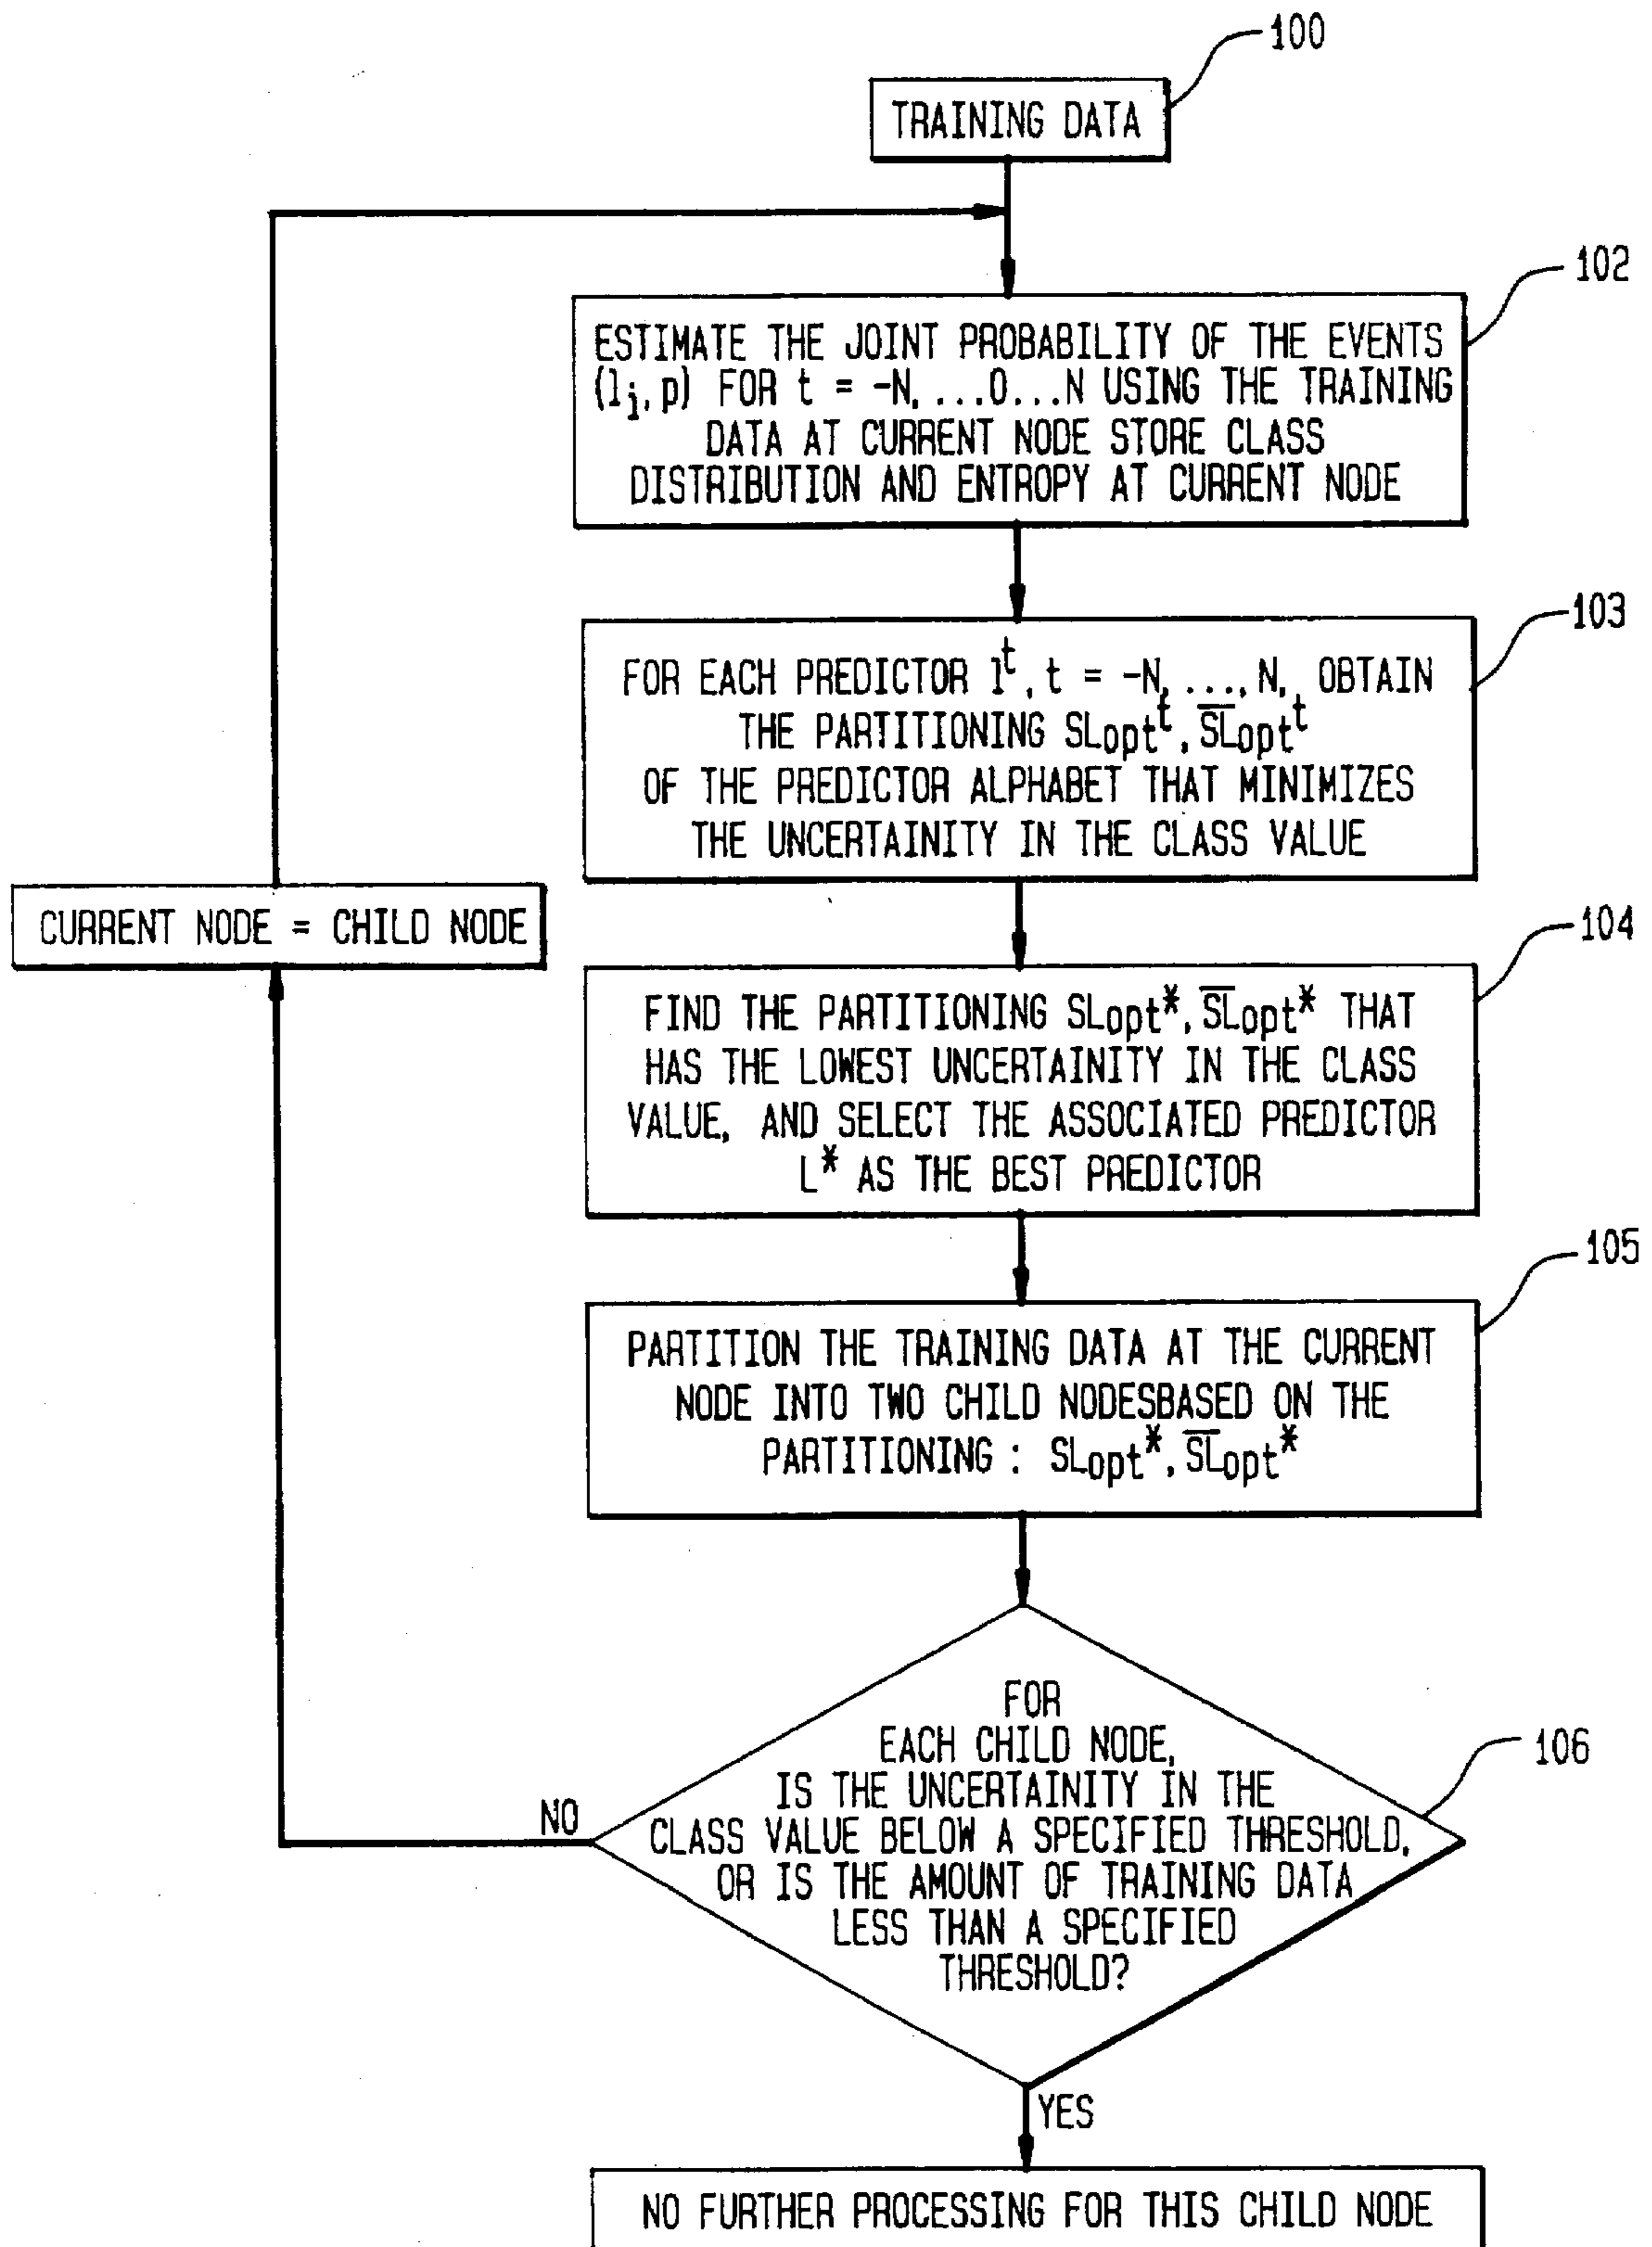 100
TRAINING DATA
102
ESTIMATE THE JOINT PROBABILITY OF THE EVENTS
(lj, p) FOR t = -N, ...0...N USING THE TRAINING
DATA AT CURRENT NODE STORE CLASS
DISTRIBUTION AND ENTROPY AT CURRENT NODE
103
FOR EACH PREDICTOR l^t, t = -N, ..., N, OBTAIN
THE PARTITIONING SLopt^t, S̅L̅opt^t
OF THE PREDICTOR ALPHABET THAT MINIMIZES
THE UNCERTAINITY IN THE CLASS VALUE
CURRENT NODE = CHILD NODE
104
FIND THE PARTITIONING SLopt*, S̅L̅opt* THAT
HAS THE LOWEST UNCERTAINITY IN THE CLASS
VALUE, AND SELECT THE ASSOCIATED PREDICTOR
L* AS THE BEST PREDICTOR
105
PARTITION THE TRAINING DATA AT THE CURRENT
NODE INTO TWO CHILD NODESBASED ON THE
PARTITIONING : SLopt*, S̅L̅opt*
106
FOR
EACH CHILD NODE,
IS THE UNCERTAINITY IN THE
CLASS VALUE BELOW A SPECIFIED THRESHOLD,
OR IS THE AMOUNT OF TRAINING DATA
LESS THAN A SPECIFIED
THRESHOLD?
NO
YES
NO FURTHER PROCESSING FOR THIS CHILD NODE